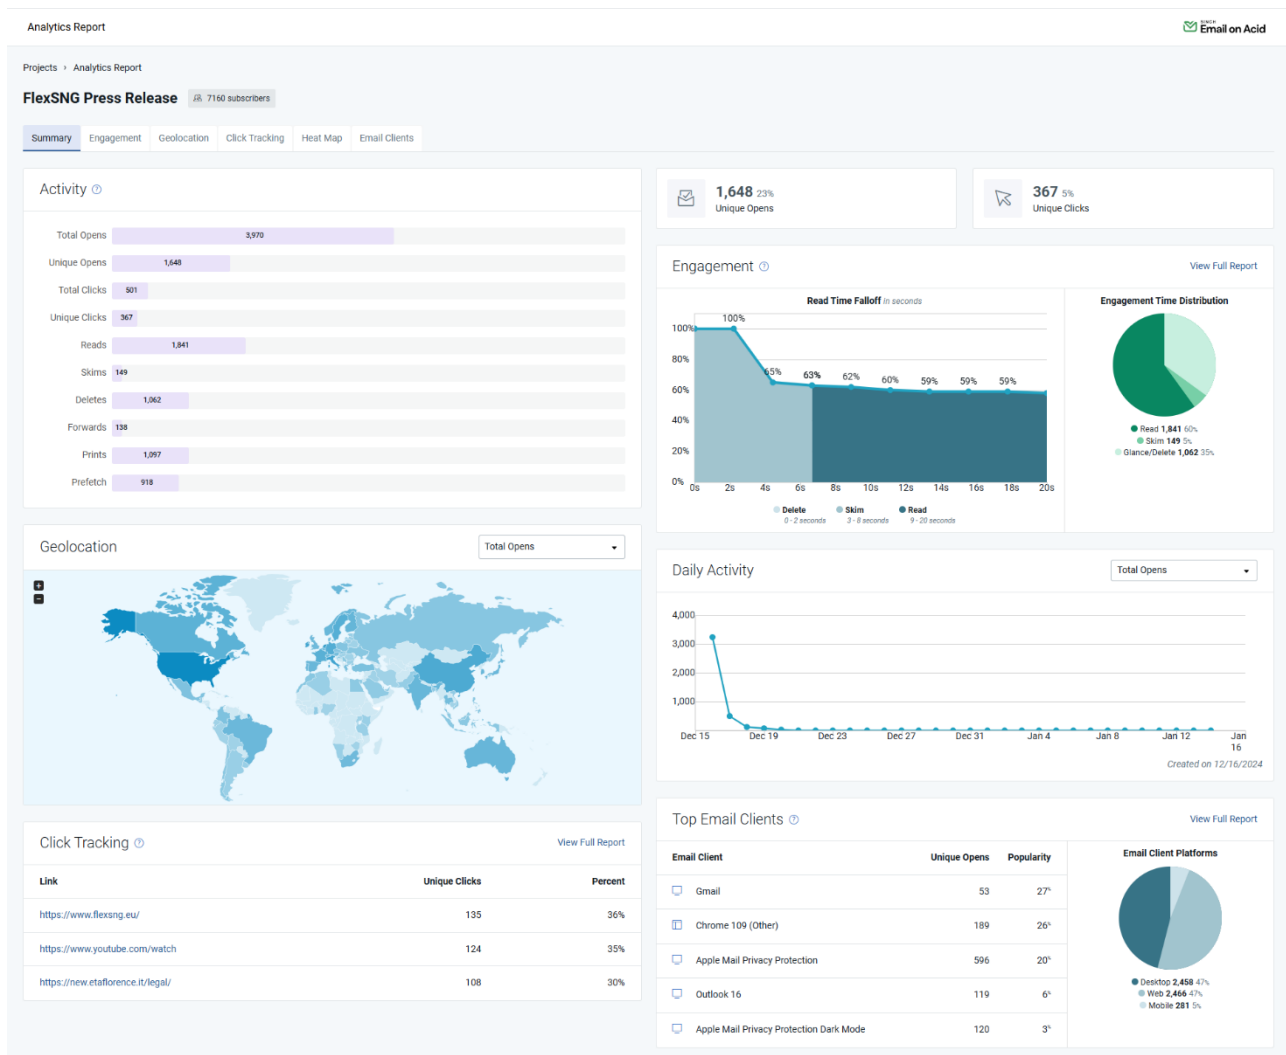 Analytics Report
Email on Acid
Projects › Analytics Report
FlexSNG Press Release 7160 subscribers
Summary Engagement Geolocation Click Tracking Heat Map Email Clients
Activity
Total Opens 3,970
Unique Opens 1,648
Total Clicks 501
Unique Clicks 367
Reads 1,841
Skims 149
Deletes 1,062
Forwards 138
Prints 1,097
Prefetch 918
1,648 23%
Unique Opens
367 5%
Unique Clicks
Engagement
View Full Report
Read Time Falloff in seconds
100%
80%
60%
40%
20%
0%
100% 65% 63% 62% 60% 59% 59% 59%
0s 2s 4s 6s 8s 10s 12s 14s 16s 18s 20s
Delete Skim Read
0 - 2 seconds 3 - 8 seconds 9 - 20 seconds
Engagement Time Distribution
Read 1,841 60%
Skim 149 5%
Glance/Delete 1,062 35%
Geolocation
Total Opens
+
−
Daily Activity
Total Opens
4,000
3,000
2,000
1,000
Dec 15 Dec 19 Dec 23 Dec 27 Dec 31 Jan 4 Jan 8 Jan 12 Jan 16
Created on 12/16/2024
Click Tracking
View Full Report
Link Unique Clicks Percent
https://www.flexsng.eu/ 135 36%
https://www.youtube.com/watch 124 35%
https://new.etaflorence.it/legal/ 108 30%
Top Email Clients
View Full Report
Email Client Unique Opens Popularity
Gmail 53 27%
Chrome 109 (Other) 189 26%
Apple Mail Privacy Protection 596 20%
Outlook 16 119 6%
Apple Mail Privacy Protection Dark Mode 120 3%
Email Client Platforms
Desktop 2,458 47%
Web 2,466 47%
Mobile 281 5%